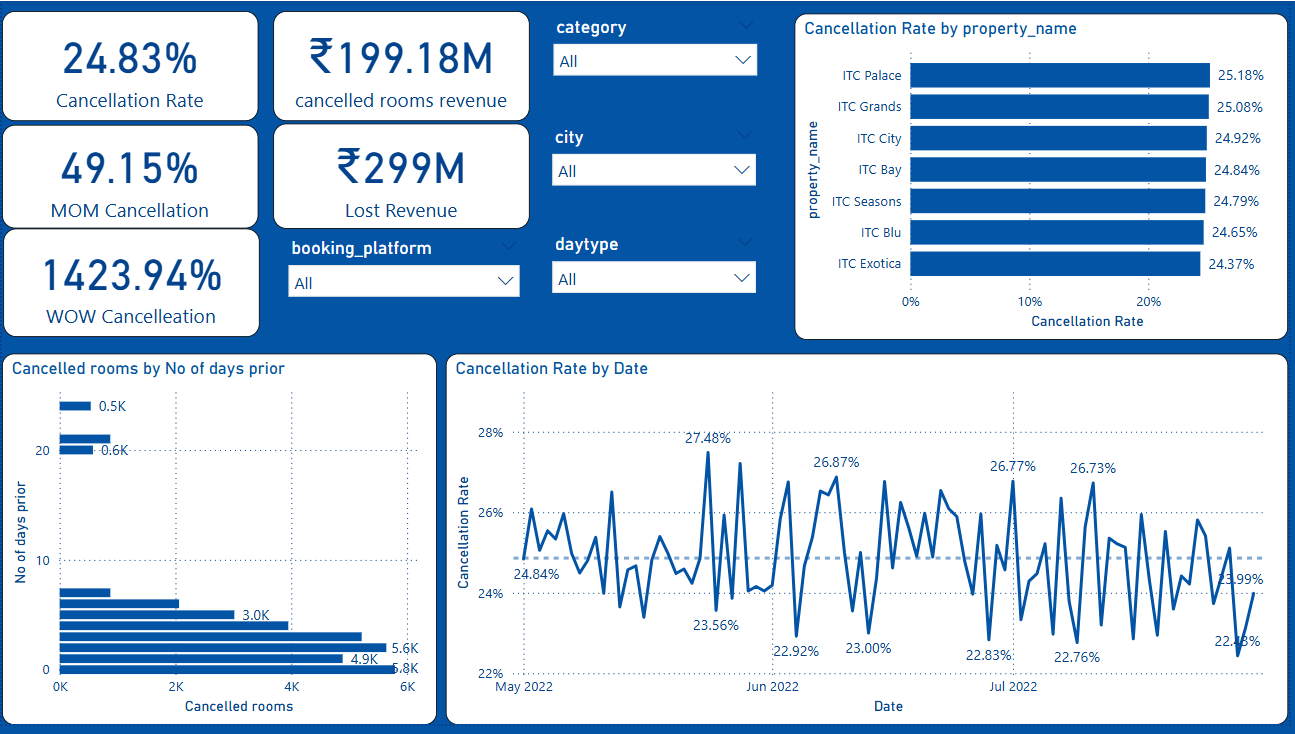 24.83%
Cancellation Rate
₹199.18M
cancelled rooms revenue
49.15%
MOM Cancellation
₹299M
Lost Revenue
1423.94%
WOW Cancelleation
category
All
city
All
booking_platform
All
daytype
All
Cancellation Rate by property_name
property_name
ITC Palace 25.18%
ITC Grands 25.08%
ITC City 24.92%
ITC Bay 24.84%
ITC Seasons 24.79%
ITC Blu 24.65%
ITC Exotica 24.37%
0% 10% 20%
Cancellation Rate
Cancelled rooms by No of days prior
No of days prior
0.5K
20 0.6K
10
3.0K
5.6K
4.9K
0 5.8K
0K 2K 4K 6K
Cancelled rooms
Cancellation Rate by Date
Cancellation Rate
28%
27.48%
26.87% 26.77% 26.73%
26%
24.84%
23.99%
24%
23.56%
22.92% 23.00% 22.83% 22.76% 22.43%
22%
May 2022 Jun 2022 Jul 2022
Date